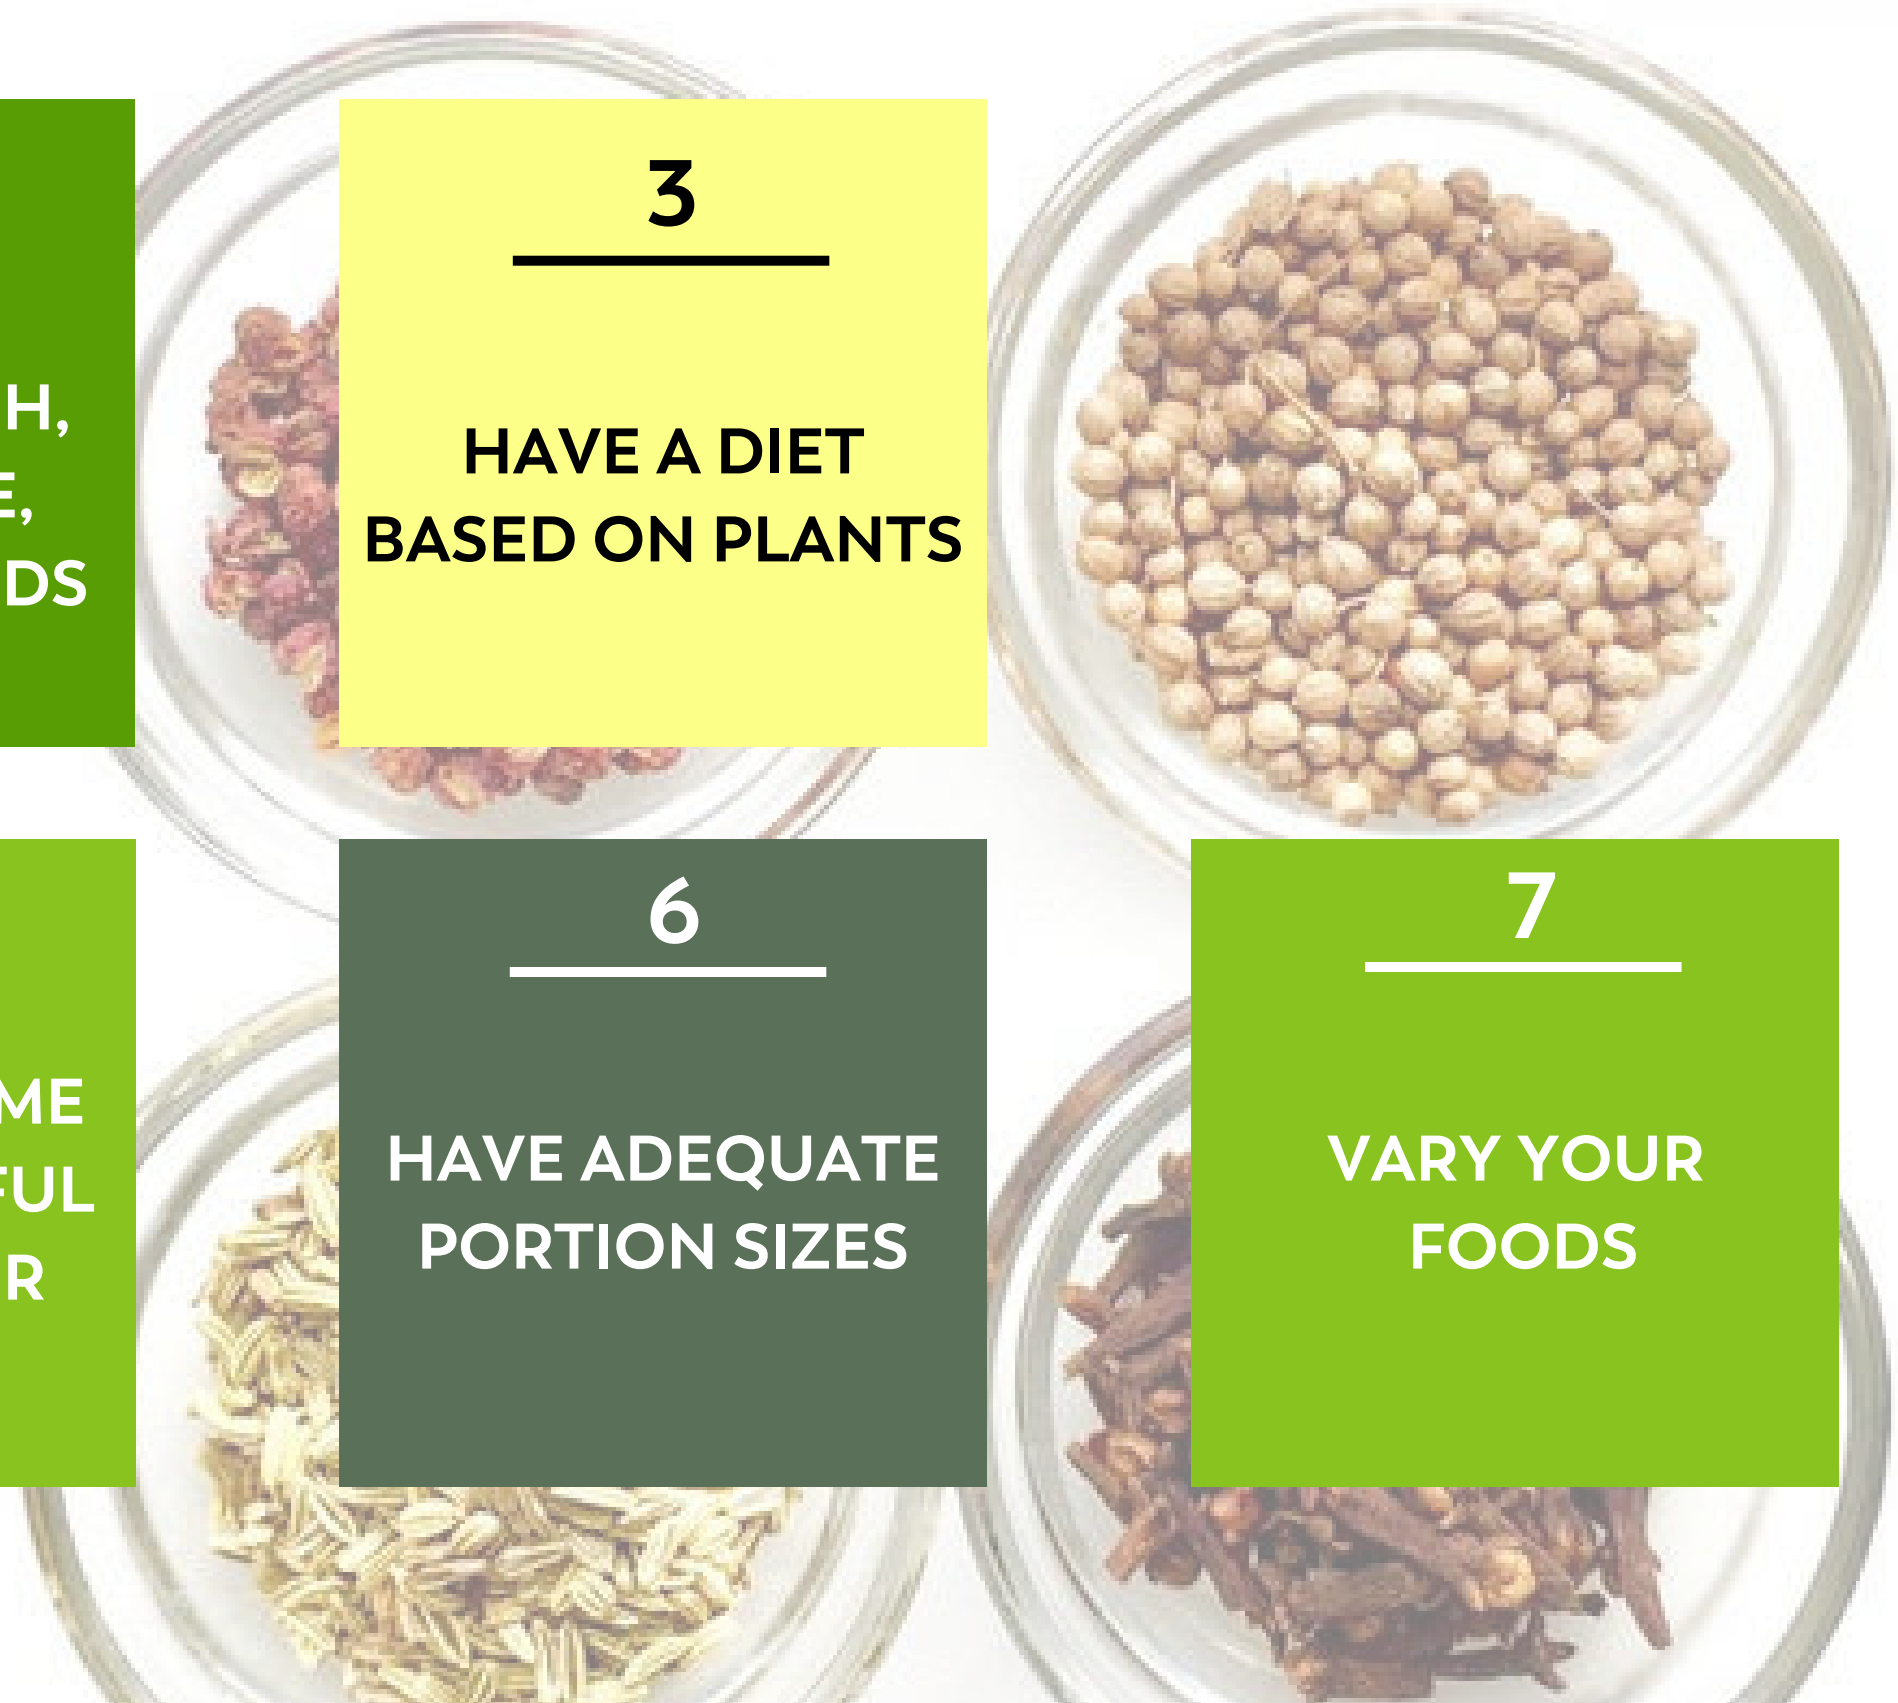 3
HAVE A DIET
BASED ON PLANTS
6
HAVE ADEQUATE
PORTION SIZES
7
VARY YOUR
FOODS